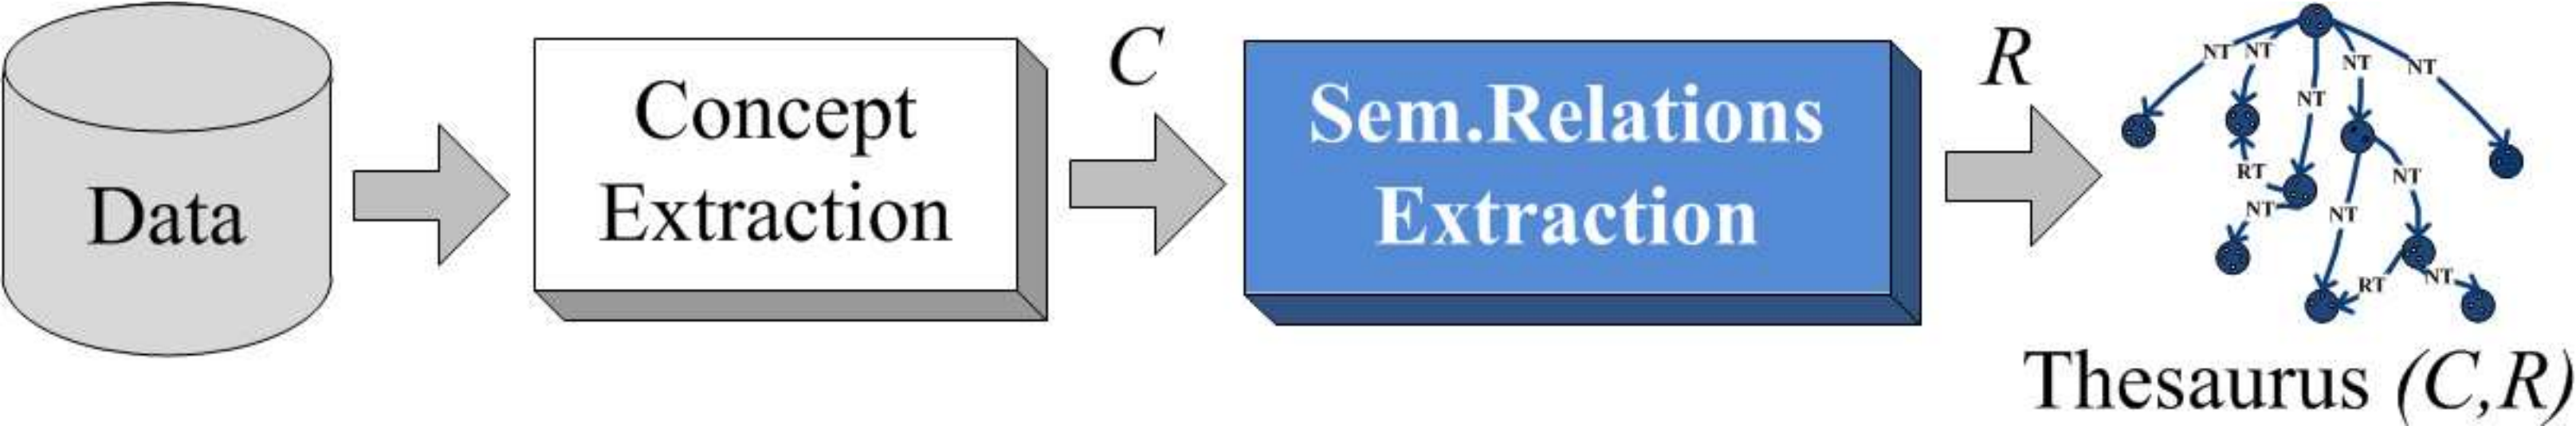 Data
Concept
Extraction
C
Sem.Relations
Extraction
R
NT NT NT NT
NT
RT
NT
NT
NT
RT
NT
Thesaurus (C,R)